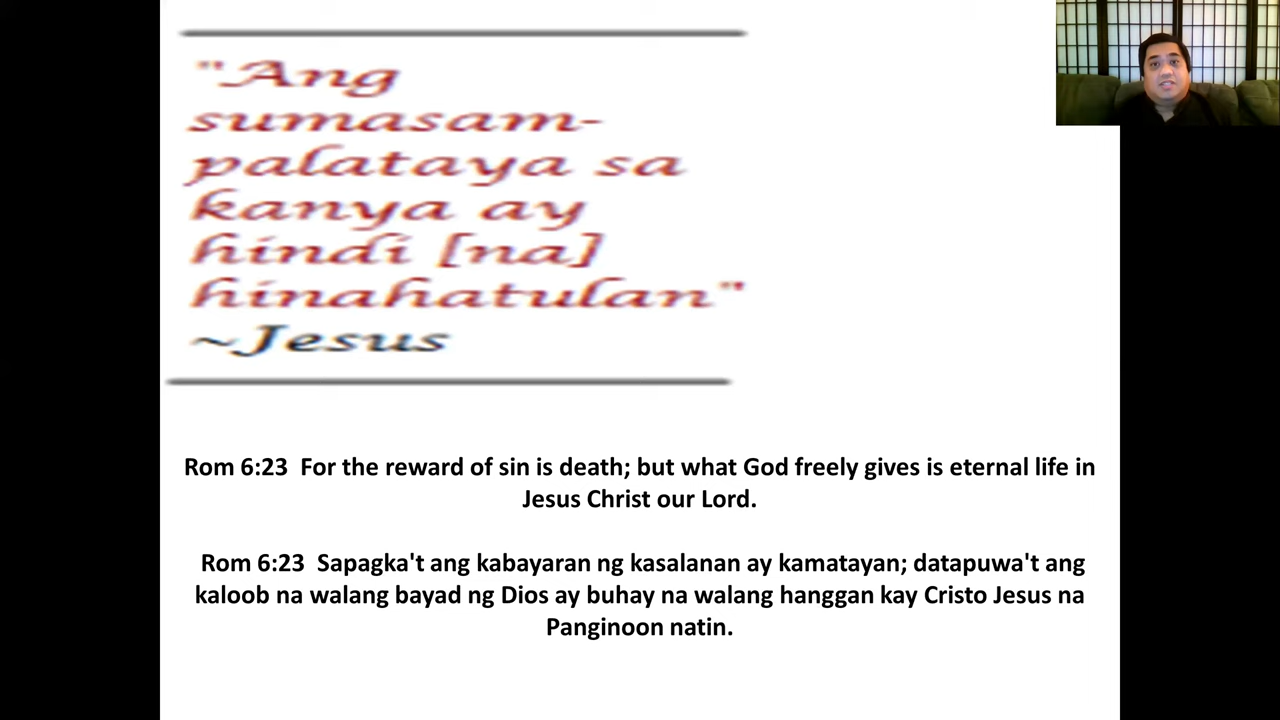 "Ang
sumasam-
palataya sa
kanya ay
hindi [na]
hinahatulan"
~Jesus
Rom 6:23  For the reward of sin is death; but what God freely gives is eternal life in
Jesus Christ our Lord.
Rom 6:23  Sapagka't ang kabayaran ng kasalanan ay kamatayan; datapuwa't ang
kaloob na walang bayad ng Dios ay buhay na walang hanggan kay Cristo Jesus na
Panginoon natin.